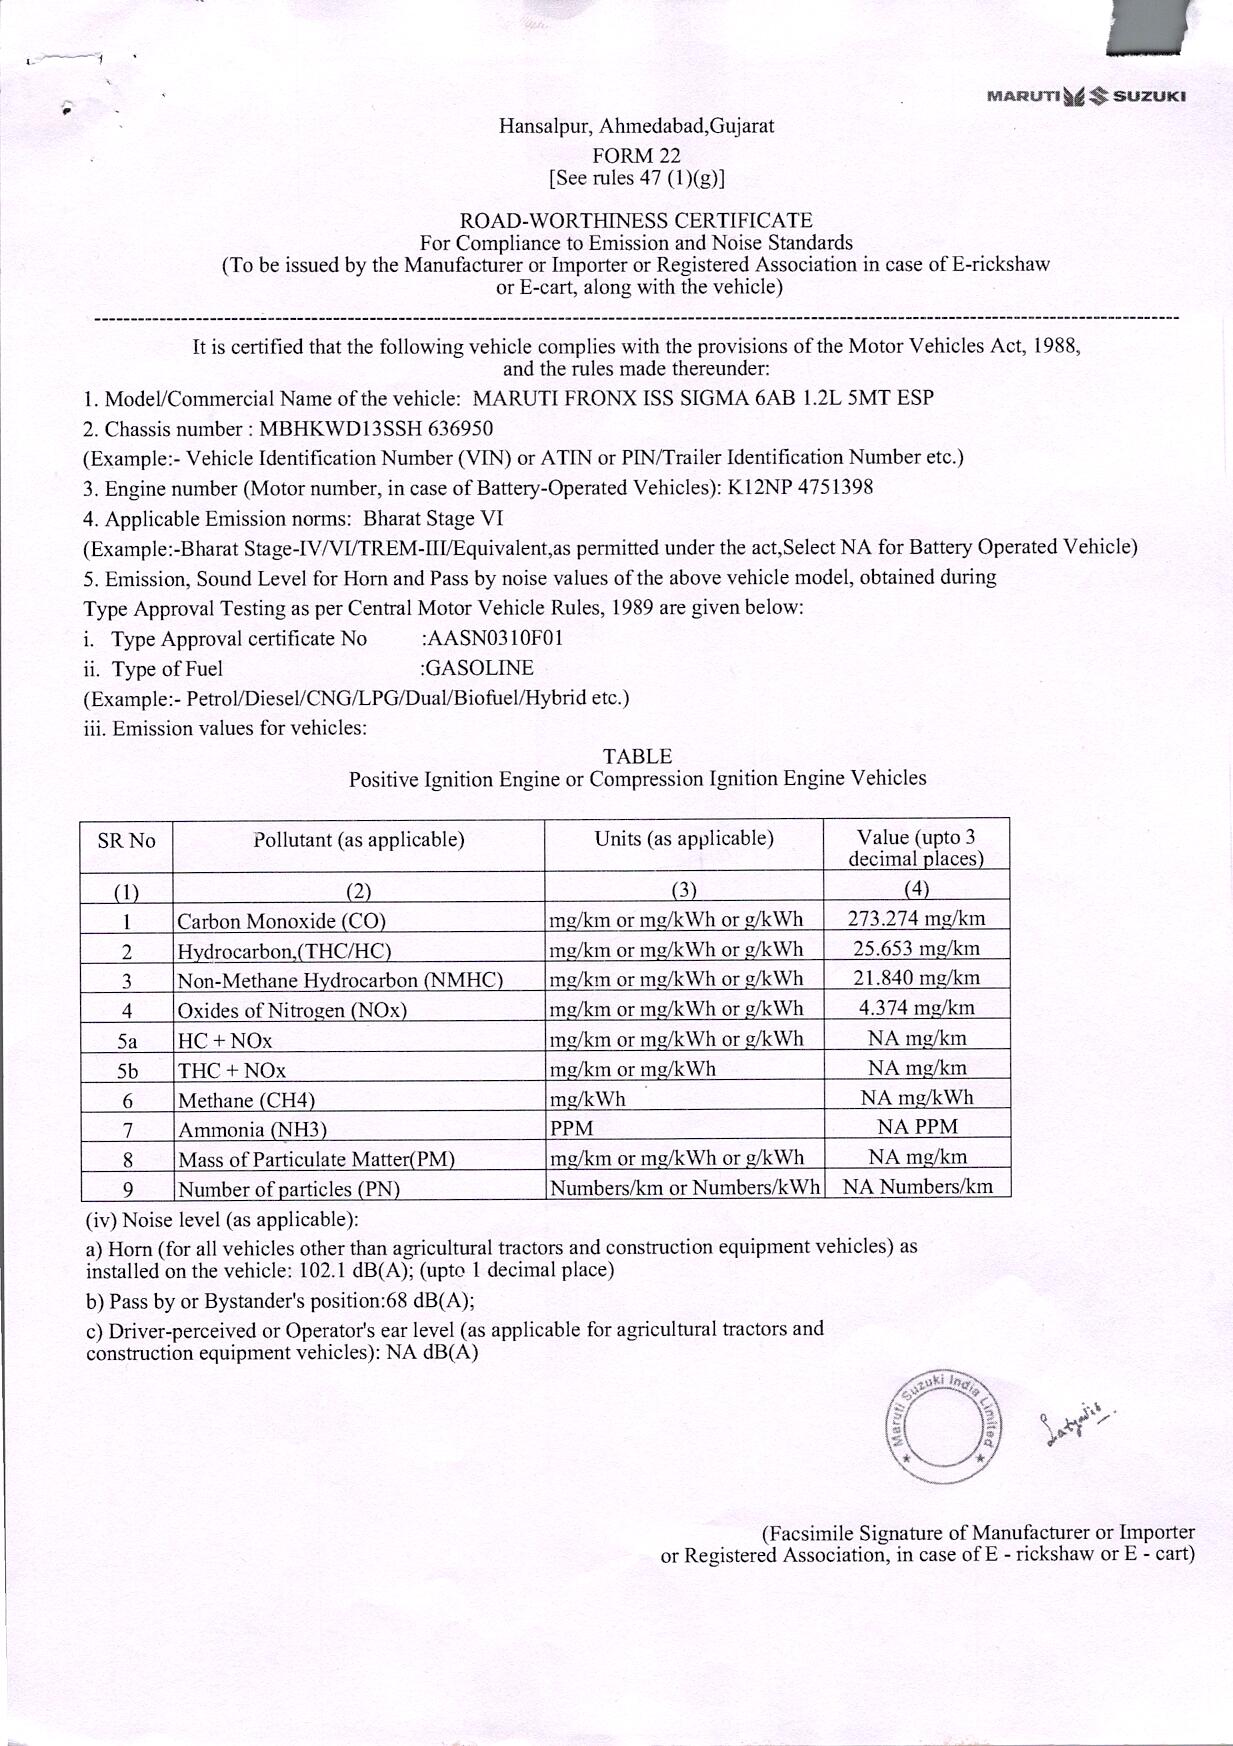 MARUTI SUZUKI
Hansalpur, Ahmedabad,Gujarat
FORM 22
[See rules 47 (1)(g)]
ROAD-WORTHINESS CERTIFICATE
For Compliance to Emission and Noise Standards
(To be issued by the Manufacturer or Importer or Registered Association in case of E-rickshaw
or E-cart, along with the vehicle)
It is certified that the following vehicle complies with the provisions of the Motor Vehicles Act, 1988,
and the rules made thereunder:
1. Model/Commercial Name of the vehicle: MARUTI FRONX ISS SIGMA 6AB 1.2L 5MT ESP
2. Chassis number : MBHKWD13SSH 636950
(Example:- Vehicle Identification Number (VIN) or ATIN or PIN/Trailer Identification Number etc.)
3. Engine number (Motor number, in case of Battery-Operated Vehicles): K12NP 4751398
4. Applicable Emission norms: Bharat Stage VI
(Example:-Bharat Stage-IV/VI/TREM-III/Equivalent,as permitted under the act,Select NA for Battery Operated Vehicle)
5. Emission, Sound Level for Horn and Pass by noise values of the above vehicle model, obtained during
Type Approval Testing as per Central Motor Vehicle Rules, 1989 are given below:
i. Type Approval certificate No :AASN0310F01
ii. Type of Fuel :GASOLINE
(Example:- Petrol/Diesel/CNG/LPG/Dual/Biofuel/Hybrid etc.)
iii. Emission values for vehicles:
TABLE
Positive Ignition Engine or Compression Ignition Engine Vehicles
SR No Pollutant (as applicable) Units (as applicable) Value (upto 3
decimal places)
(1) (2) (3) (4)
1 Carbon Monoxide (CO) mg/km or mg/kWh or g/kWh 273.274 mg/km
2 Hydrocarbon,(THC/HC) mg/km or mg/kWh or g/kWh 25.653 mg/km
3 Non-Methane Hydrocarbon (NMHC) mg/km or mg/kWh or g/kWh 21.840 mg/km
4 Oxides of Nitrogen (NOx) mg/km or mg/kWh or g/kWh 4.374 mg/km
5a HC + NOx mg/km or mg/kWh or g/kWh NA mg/km
5b THC + NOx mg/km or mg/kWh NA mg/km
6 Methane (CH4) mg/kWh NA mg/kWh
7 Ammonia (NH3) PPM NA PPM
8 Mass of Particulate Matter(PM) mg/km or mg/kWh or g/kWh NA mg/km
9 Number of particles (PN) Numbers/km or Numbers/kWh NA Numbers/km
(iv) Noise level (as applicable):
a) Horn (for all vehicles other than agricultural tractors and construction equipment vehicles) as
installed on the vehicle: 102.1 dB(A); (upto 1 decimal place)
b) Pass by or Bystander's position:68 dB(A);
c) Driver-perceived or Operator's ear level (as applicable for agricultural tractors and
construction equipment vehicles): NA dB(A)
Maruti Suzuki India Limited
(Facsimile Signature of Manufacturer or Importer
or Registered Association, in case of E - rickshaw or E - cart)